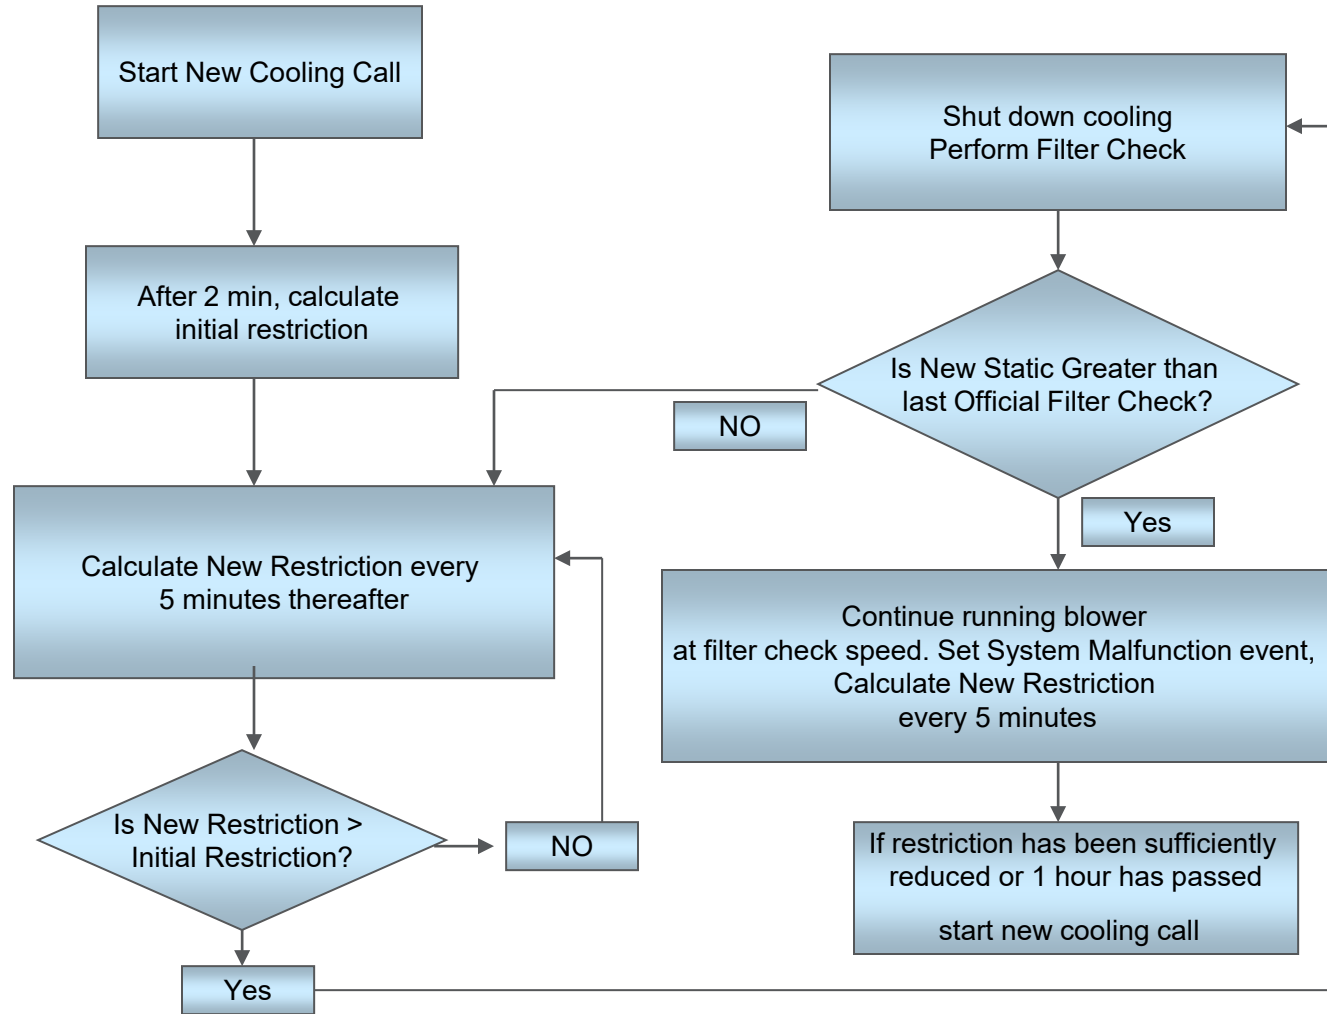 Start New Cooling Call
After 2 min, calculate
initial restriction
Calculate New Restriction every
5 minutes thereafter
Is New Restriction >
Initial Restriction?
NO
Yes
Shut down cooling
Perform Filter Check
Is New Static Greater than
last Official Filter Check?
NO
Yes
Continue running blower
at filter check speed. Set System Malfunction event,
Calculate New Restriction
every 5 minutes
If restriction has been sufficiently
reduced or 1 hour has passed
start new cooling call